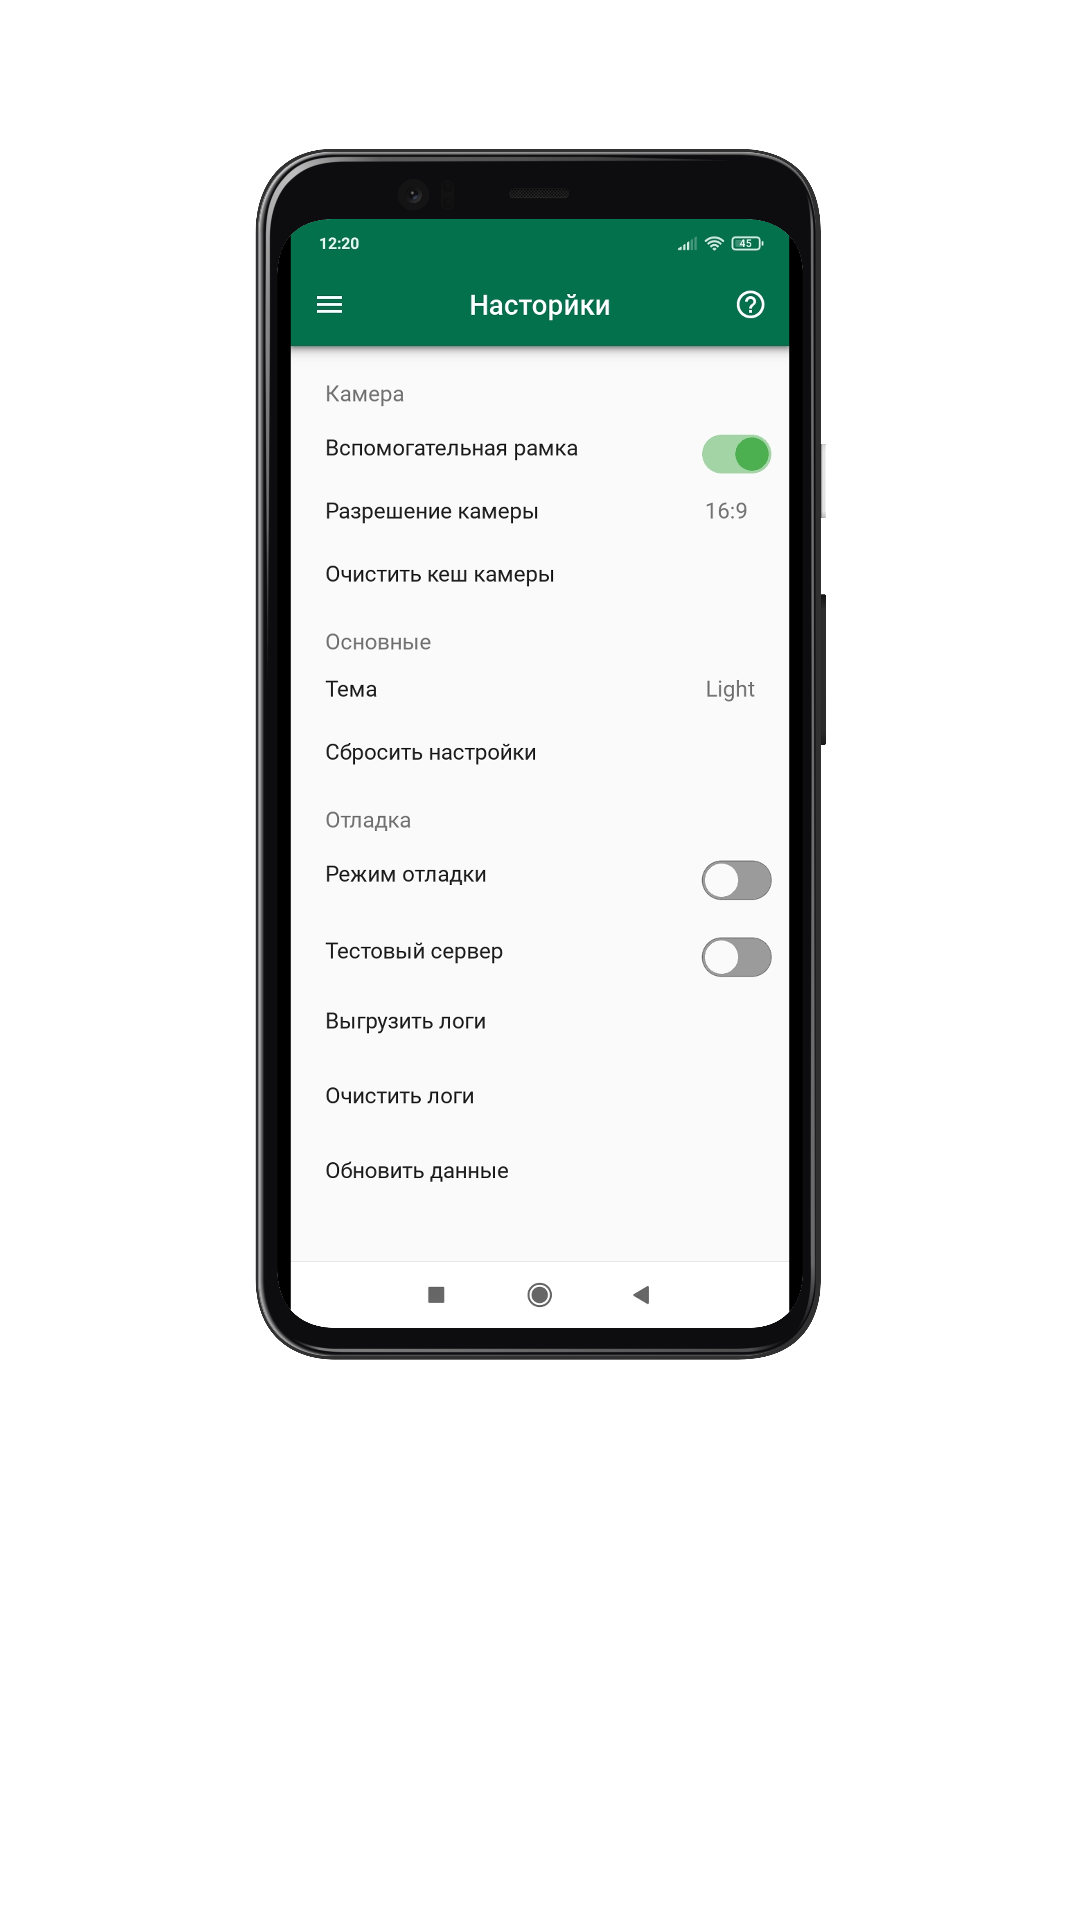 12:20
45
Насторйки
Камера
Вспомогательная рамка
Разрешение камеры 16:9
Очистить кеш камеры
Основные
Тема Light
Сбросить настройки
Отладка
Режим отладки
Тестовый сервер
Выгрузить логи
Очистить логи
Обновить данные